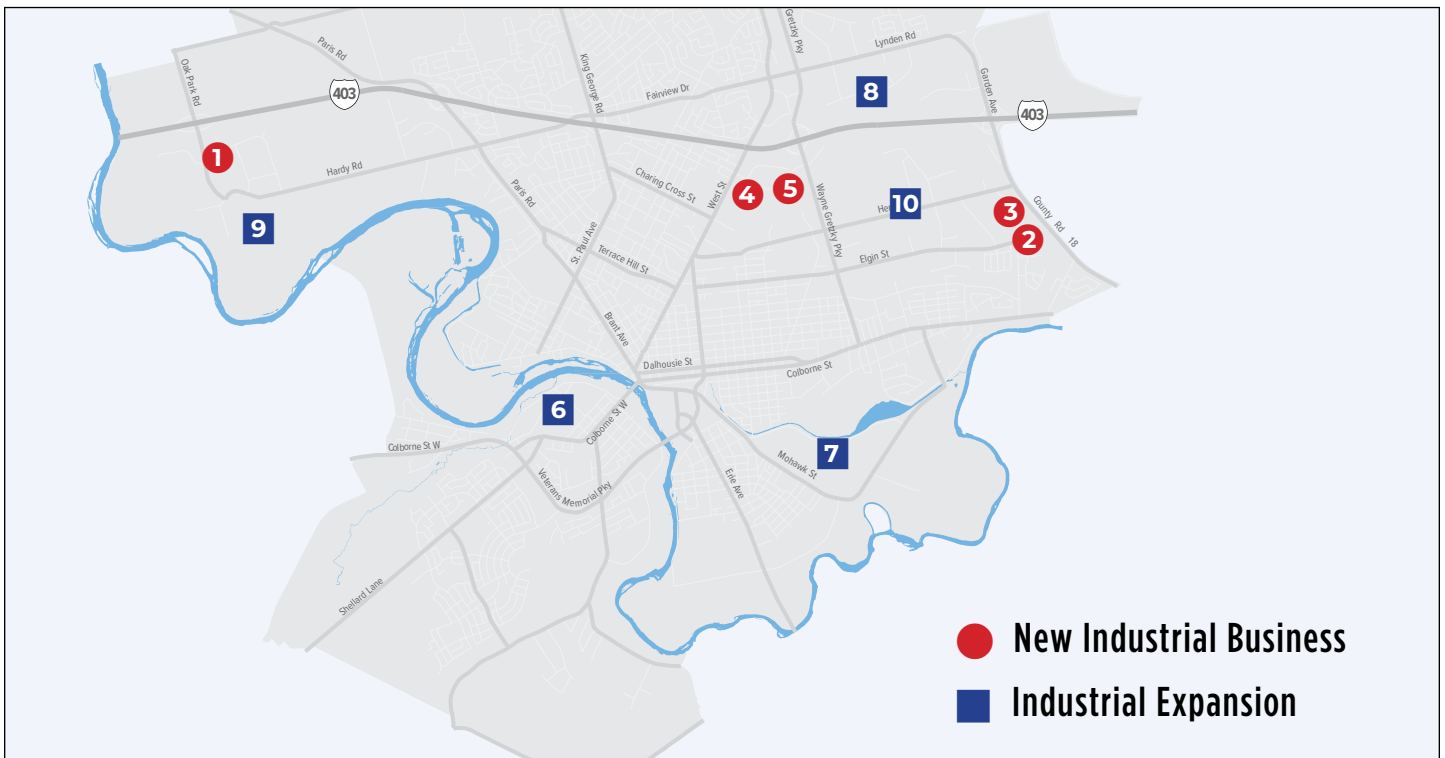 Paris Rd
Oak Park Rd
403
King George Rd
Fairview Dr
Gretzky Pky
Lynden Rd
8
Garden Ave
403
1
Hardy Rd
Charing Cross St
West St
4
5
Wayne Gretzky Pky
10
3
County Rd 18
2
9
Paris Rd
St. Paul Ave
Terrace Hill St
Elgin St
Brant Ave
Dalhousie St
Colborne St
6
Colborne St W
Colborne St W
7
Mohawk St
Erie Ave
Veterans Memorial Pky
Shellard Lane
New Industrial Business
Industrial Expansion